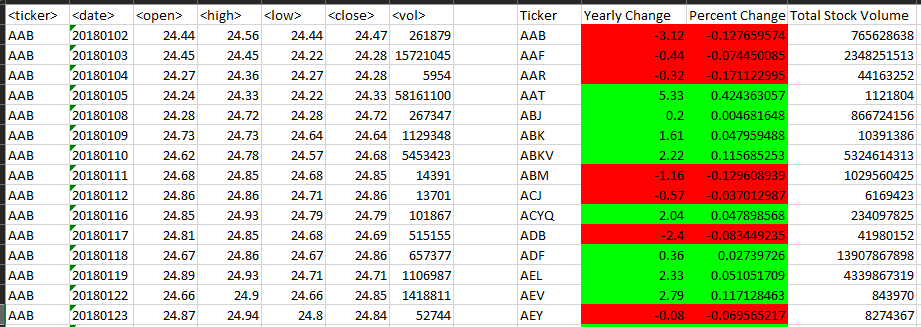 <ticker> <date> <open> <high> <low> <close> <vol> Ticker Yearly Change Percent Change Total Stock Volume
AAB 20180102 24.44 24.56 24.44 24.47 261879 AAB -3.12 -0.127659574 765628638
AAB 20180103 24.45 24.45 24.22 24.28 15721045 AAF -0.44 -0.074450085 2348251513
AAB 20180104 24.27 24.36 24.27 24.28 5954 AAR -0.32 -0.171122995 44163252
AAB 20180105 24.24 24.33 24.22 24.33 58161100 AAT 5.33 0.424363057 1121804
AAB 20180108 24.28 24.72 24.28 24.72 267347 ABJ 0.2 0.004681648 866724156
AAB 20180109 24.73 24.73 24.64 24.64 1129348 ABK 1.61 0.047959488 10391386
AAB 20180110 24.62 24.78 24.57 24.68 5453423 ABKV 2.22 0.115685253 5324614313
AAB 20180111 24.68 24.85 24.68 24.85 14391 ABM -1.16 -0.129608939 1029560425
AAB 20180112 24.86 24.86 24.71 24.86 13701 ACJ -0.57 -0.037012987 6169423
AAB 20180116 24.85 24.93 24.79 24.79 101867 ACYQ 2.04 0.047898568 234097825
AAB 20180117 24.81 24.85 24.68 24.69 515155 ADB -2.4 -0.083449235 41980152
AAB 20180118 24.67 24.86 24.67 24.86 657377 ADF 0.36 0.02739726 13907867898
AAB 20180119 24.89 24.93 24.71 24.71 1106987 AEL 2.33 0.051051709 4339867319
AAB 20180122 24.66 24.9 24.66 24.85 1418811 AEV 2.79 0.117128463 843970
AAB 20180123 24.87 24.94 24.8 24.84 52744 AEY -0.08 -0.069565217 8274367